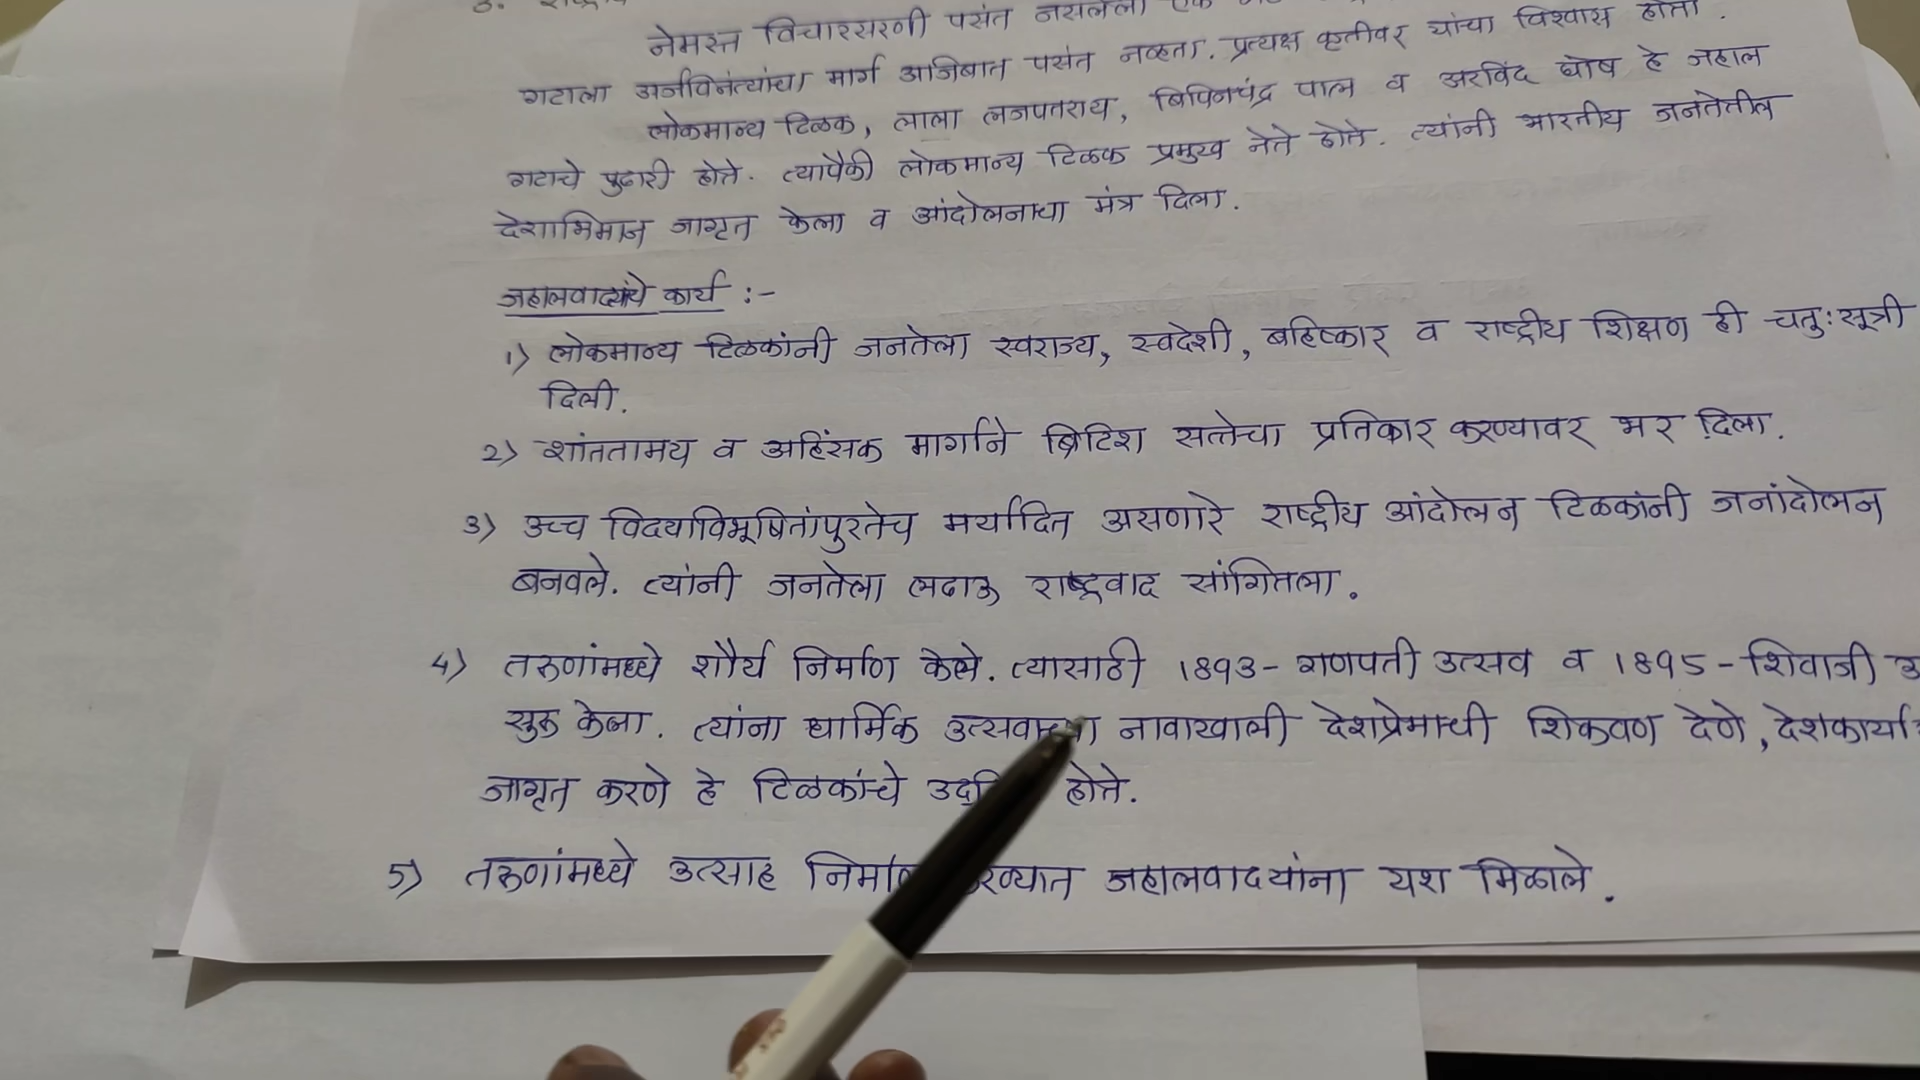 3. राष्ट्रीय
नेमस्त विचारसरणी पसंत नसलेला एक
गटाला अर्जविनंत्यांचा मार्ग अजिबात पसंत नव्हता. प्रत्यक्ष कृतीवर यांचा विश्वास होता.
लोकमान्य टिळक, लाला लजपतराय, बिपिनचंद्र पाल व अरविंद घोष हे जहाल
गटाचे पुढारी होते. त्यापैकी लोकमान्य टिळक प्रमुख नेते होते. त्यांनी भारतीय जनतेतील
देशाभिमान जागृत केला व आंदोलनाचा मंत्र दिला.
जहालवाद्यांचे कार्य :-
1) लोकमान्य टिळकांनी जनतेला स्वराज्य, स्वदेशी, बहिष्कार व राष्ट्रीय शिक्षण ही चतुःसूत्री
दिली.
2) शांततामय व अहिंसक मार्गाने ब्रिटिश सत्तेचा प्रतिकार करण्यावर भर दिला.
3) उच्च विद्याविभूषितांपुरतेच मर्यादित असणारे राष्ट्रीय आंदोलन टिळकांनी जनांदोलन
बनवले. त्यांनी जनतेला लढाऊ राष्ट्रवाद सांगितला.
4) तरुणांमध्ये शौर्य निर्माण केले. त्यासाठी 1893 - गणपती उत्सव व 1895 - शिवाजी
सुरु केला. त्यांना धार्मिक नावाखाली देशप्रेमाची शिकवण देणे,
जागृत करणे हे टिळकांचे होते.
5) तरुणांमध्ये उत्साह जहालवादयांना यश मिळाले.